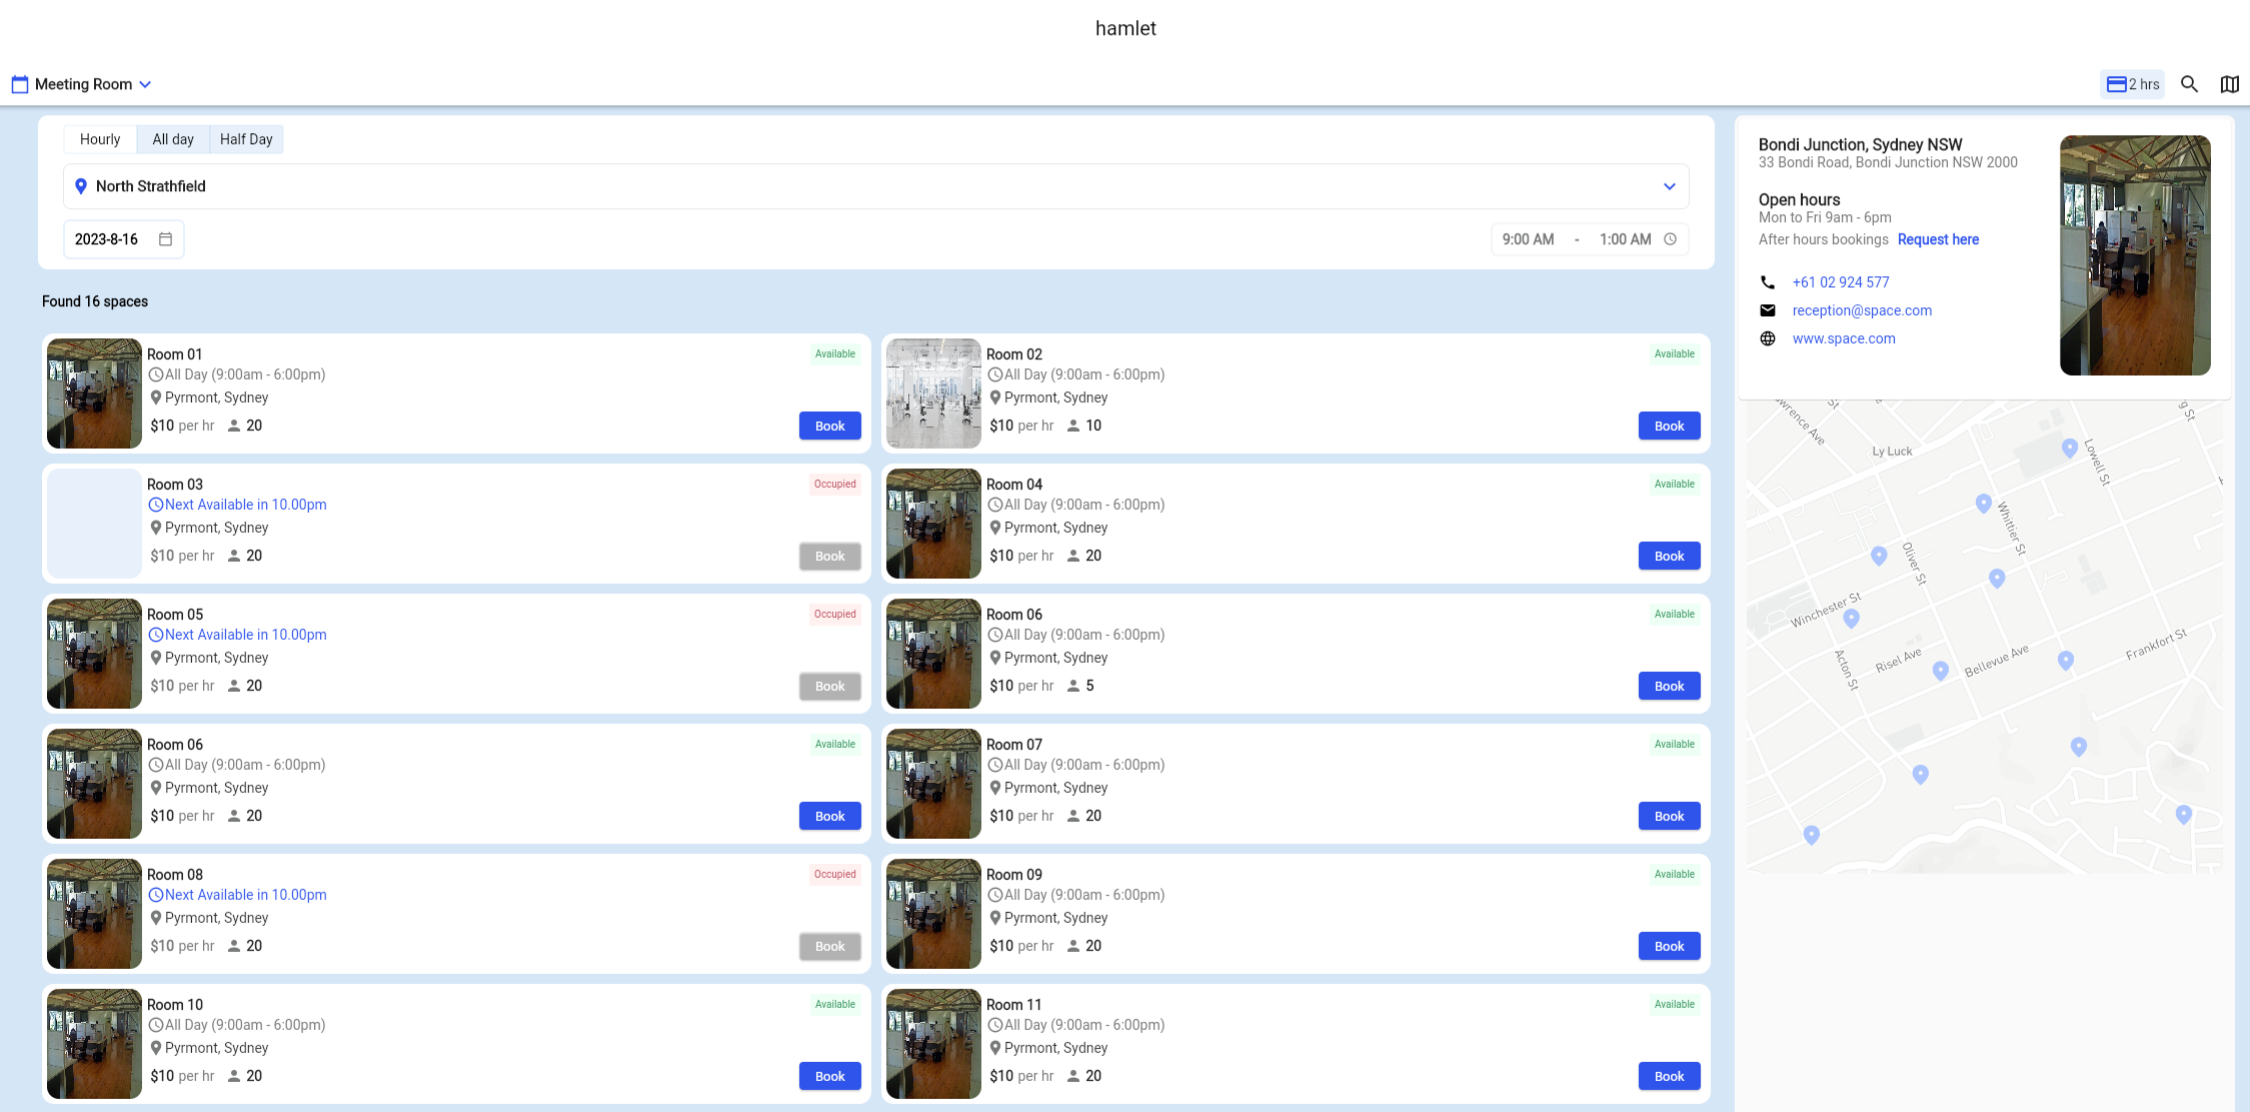 hamlet
Meeting Room
2 hrs
Hourly
All day
Half Day
North Strathfield
2023-8-16
9:00 AM - 1:00 AM
Found 16 spaces
Room 01
Available
All Day (9:00am - 6:00pm)
Pyrmont, Sydney
$10 per hr 20
Book
Room 02
Available
All Day (9:00am - 6:00pm)
Pyrmont, Sydney
$10 per hr 10
Book
Room 03
Occupied
Next Available in 10.00pm
Pyrmont, Sydney
$10 per hr 20
Book
Room 04
Available
All Day (9:00am - 6:00pm)
Pyrmont, Sydney
$10 per hr 20
Book
Room 05
Occupied
Next Available in 10.00pm
Pyrmont, Sydney
$10 per hr 20
Book
Room 06
Available
All Day (9:00am - 6:00pm)
Pyrmont, Sydney
$10 per hr 5
Book
Room 06
Available
All Day (9:00am - 6:00pm)
Pyrmont, Sydney
$10 per hr 20
Book
Room 07
Available
All Day (9:00am - 6:00pm)
Pyrmont, Sydney
$10 per hr 20
Book
Room 08
Occupied
Next Available in 10.00pm
Pyrmont, Sydney
$10 per hr 20
Book
Room 09
Available
All Day (9:00am - 6:00pm)
Pyrmont, Sydney
$10 per hr 20
Book
Room 10
Available
All Day (9:00am - 6:00pm)
Pyrmont, Sydney
$10 per hr 20
Book
Room 11
Available
All Day (9:00am - 6:00pm)
Pyrmont, Sydney
$10 per hr 20
Book
Bondi Junction, Sydney NSW
33 Bondi Road, Bondi Junction NSW 2000
Open hours
Mon to Fri 9am - 6pm
After hours bookings Request here
+61 02 924 577
reception@space.com
www.space.com
Ly Luck
Lowell St
Whittier St
Oliver St
Winchester St
Acton St
Risel Ave
Bellevue Ave
Frankfort St